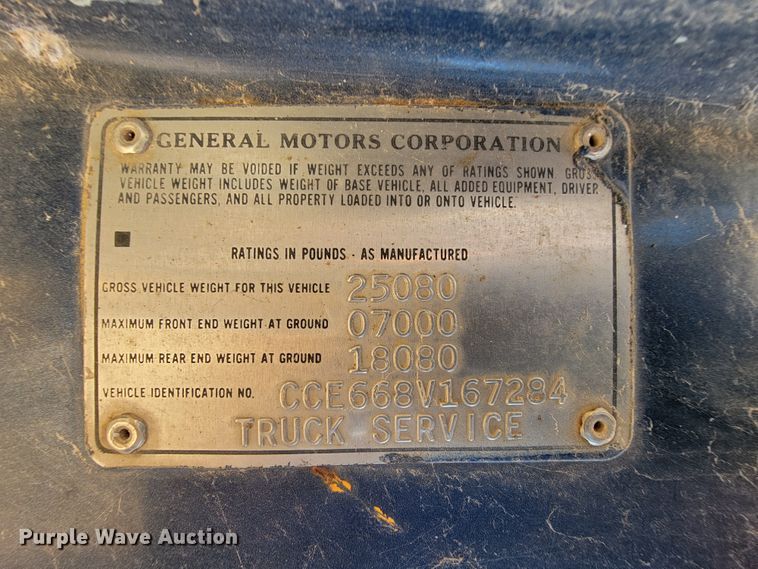 GENERAL MOTORS CORPORATION
WARRANTY MAY BE VOIDED IF WEIGHT EXCEEDS ANY OF RATINGS SHOWN. GROSS
VEHICLE WEIGHT INCLUDES WEIGHT OF BASE VEHICLE, ALL ADDED EQUIPMENT, DRIVER
AND PASSENGERS, AND ALL PROPERTY LOADED INTO OR ONTO VEHICLE.
RATINGS IN POUNDS - AS MANUFACTURED
GROSS VEHICLE WEIGHT FOR THIS VEHICLE 25080
MAXIMUM FRONT END WEIGHT AT GROUND 07000
MAXIMUM REAR END WEIGHT AT GROUND 18080
VEHICLE IDENTIFICATION NO. CCE668V167284
TRUCK SERVICE
Purple Wave Auction